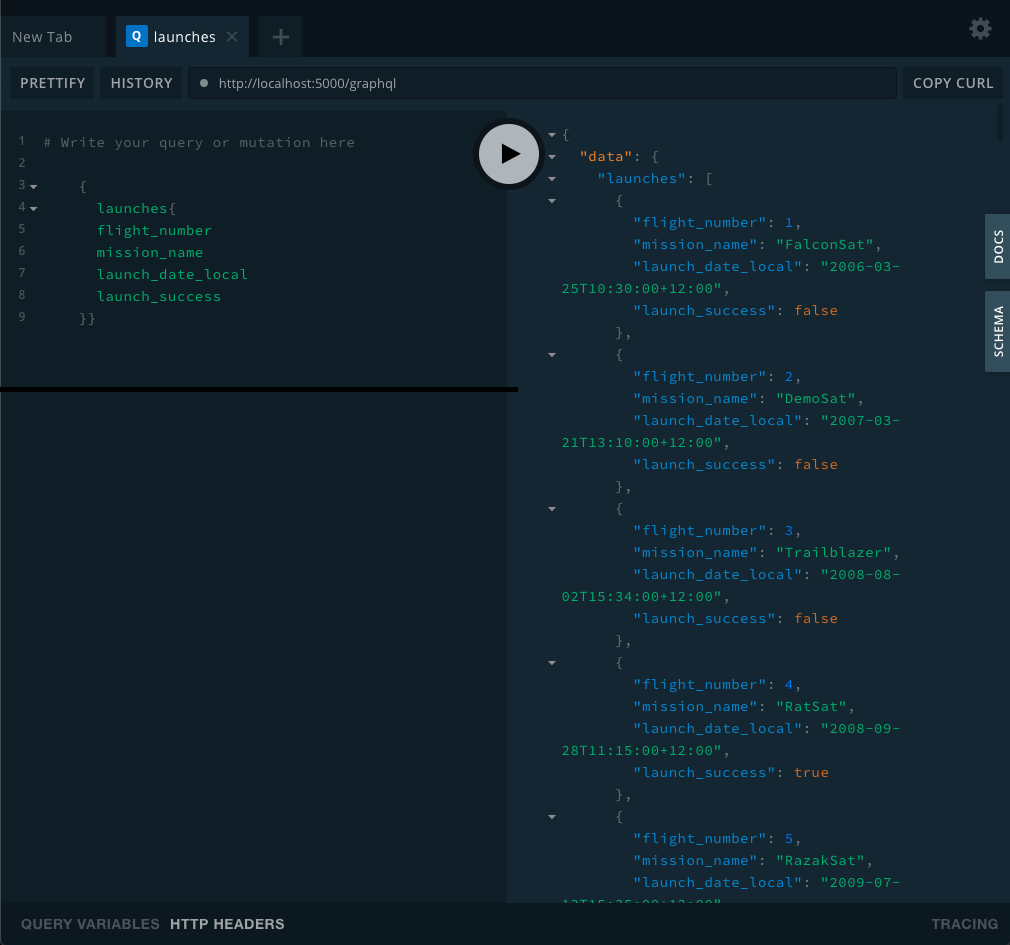 New Tab
Q launches
PRETTIFY HISTORY http://localhost:5000/graphql COPY CURL
1 # Write your query or mutation here
2
3 {
4 launches{
5 flight_number
6 mission_name
7 launch_date_local
8 launch_success
9 }}
{
"data": {
"launches": [
{
"flight_number": 1,
"mission_name": "FalconSat",
"launch_date_local": "2006-03-
25T10:30:00+12:00",
"launch_success": false
},
{
"flight_number": 2,
"mission_name": "DemoSat",
"launch_date_local": "2007-03-
21T13:10:00+12:00",
"launch_success": false
},
{
"flight_number": 3,
"mission_name": "Trailblazer",
"launch_date_local": "2008-08-
02T15:34:00+12:00",
"launch_success": false
},
{
"flight_number": 4,
"mission_name": "RatSat",
"launch_date_local": "2008-09-
28T11:15:00+12:00",
"launch_success": true
},
{
"flight_number": 5,
"mission_name": "RazakSat",
"launch_date_local": "2009-07-
DOCS
SCHEMA
QUERY VARIABLES HTTP HEADERS
TRACING